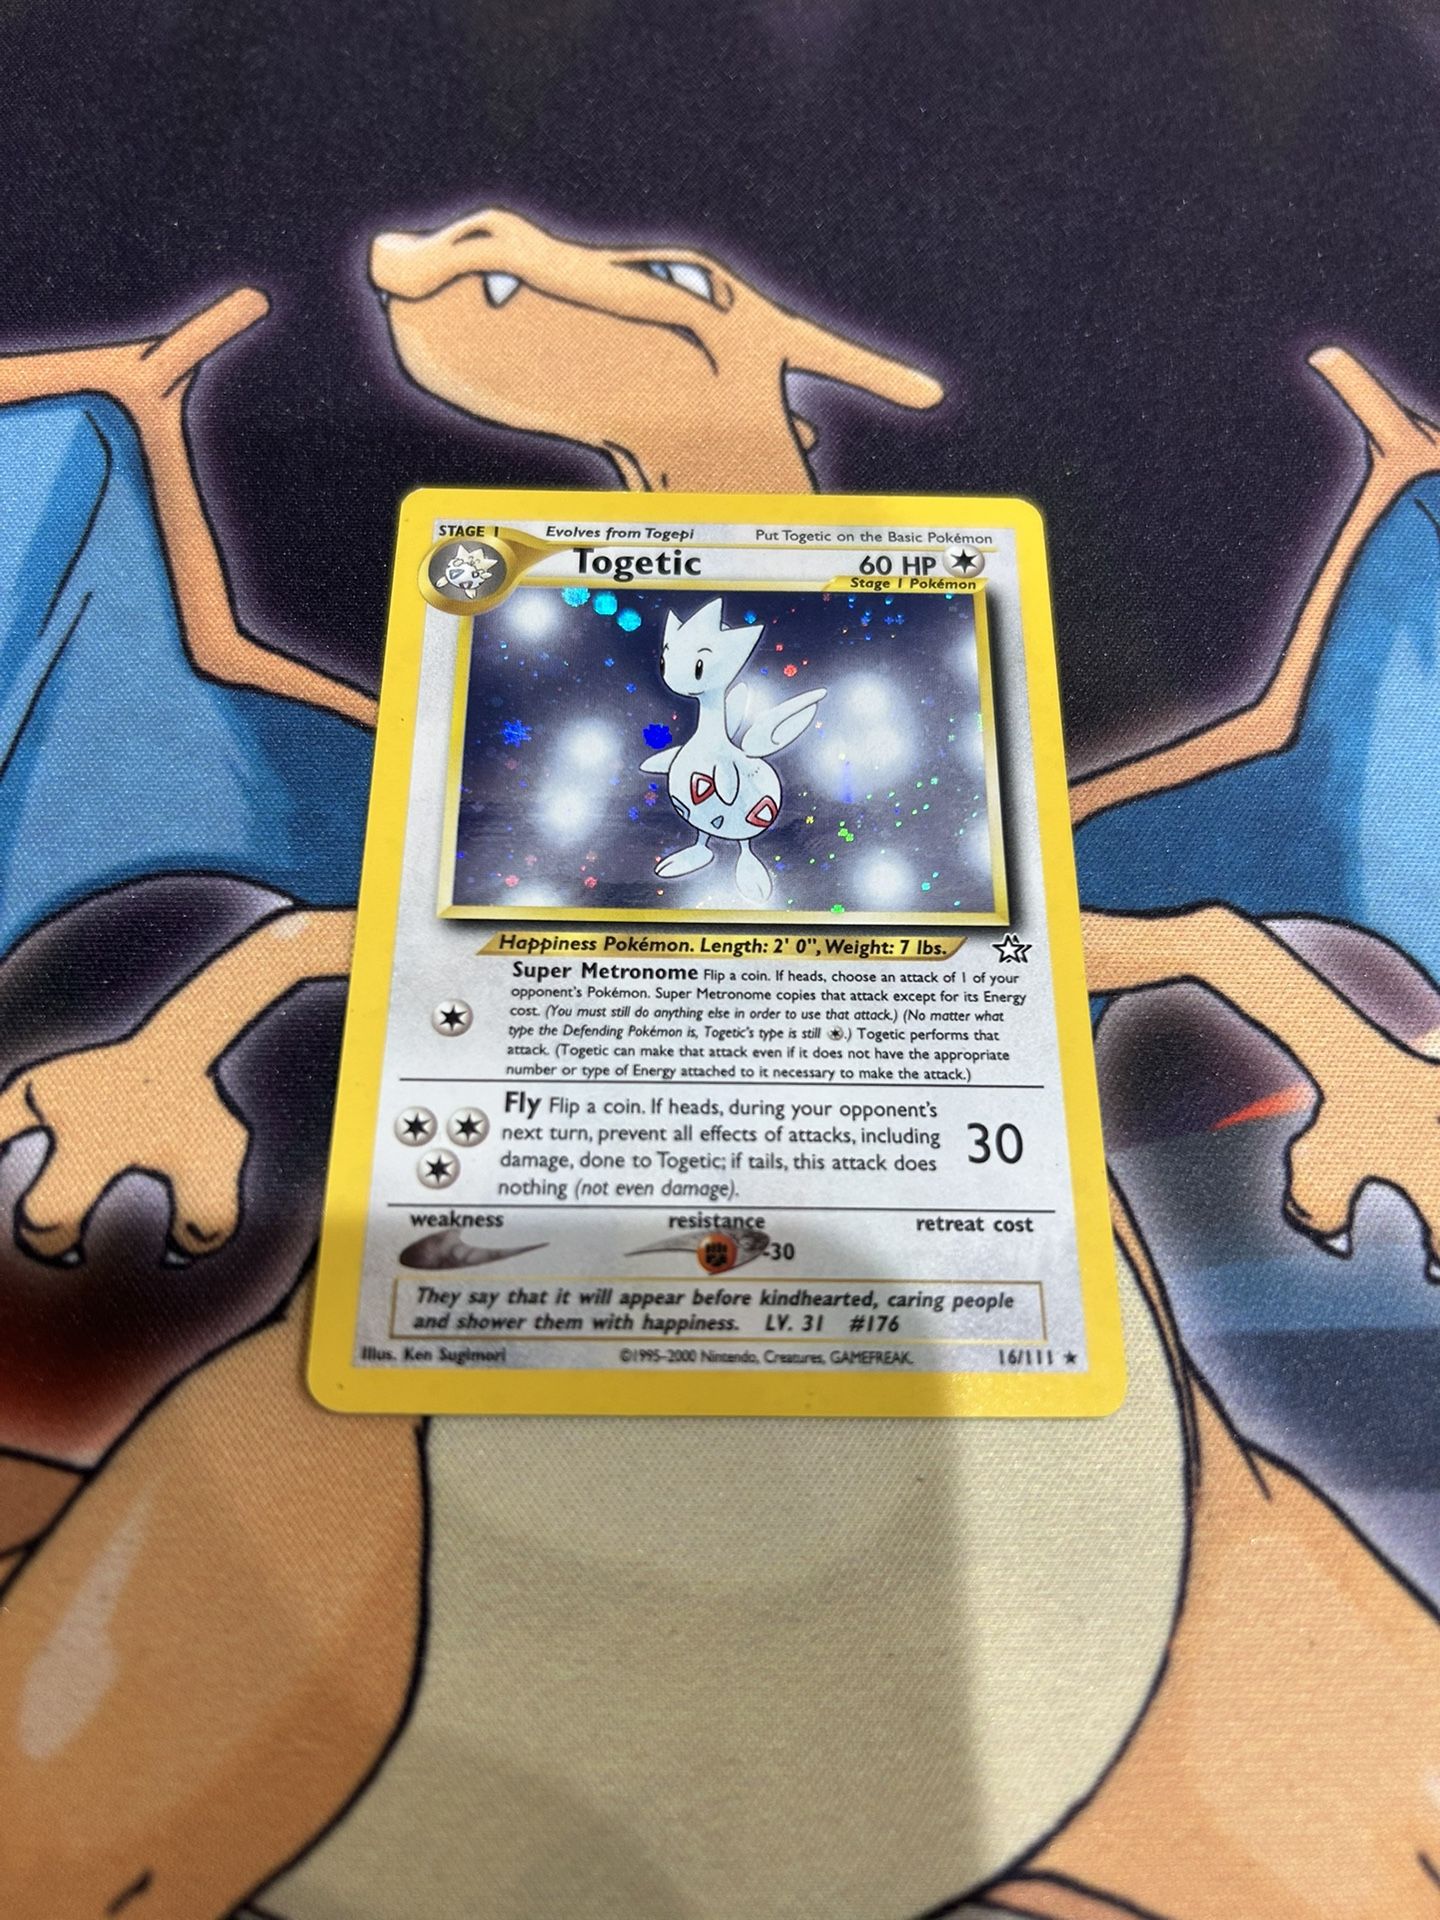 STAGE 1 Evolves from Togepi Put Togetic on the Basic Pokémon
Togetic 60 HP
Stage 1 Pokémon
Happiness Pokémon. Length: 2' 0", Weight: 7 lbs.
Super Metronome Flip a coin. If heads, choose an attack of 1 of your
opponent's Pokémon. Super Metronome copies that attack except for its Energy
cost. (You must still do anything else in order to use that attack.) (No matter what
type the Defending Pokémon is, Togetic's type is still .) Togetic performs that
attack. (Togetic can make that attack even if it does not have the appropriate
number or type of Energy attached to it necessary to make the attack.)
Fly Flip a coin. If heads, during your opponent's
next turn, prevent all effects of attacks, including
damage, done to Togetic; if tails, this attack does
nothing (not even damage).
30
weakness resistance retreat cost
-30
They say that it will appear before kindhearted, caring people
and shower them with happiness. LV. 31 #176
Illus. Ken Sugimori ©1995-2000 Nintendo, Creatures, GAMEFREAK. 16/111 ★